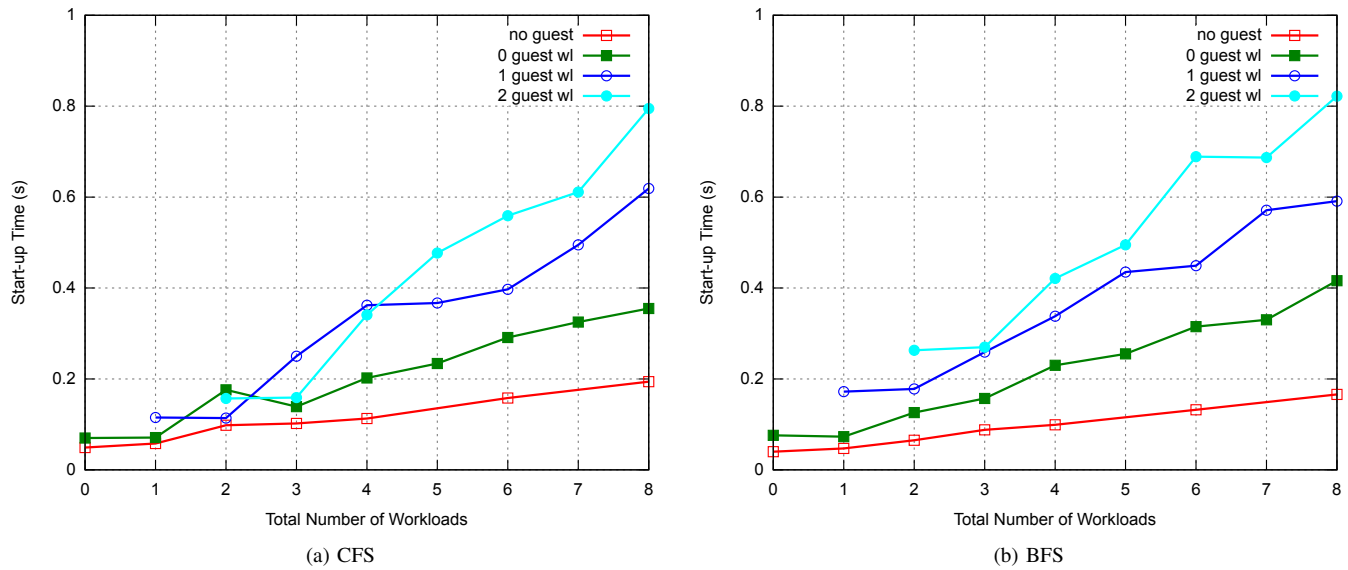 1
0.8
0.6
0.4
0.2
0
0 1 2 3 4 5 6 7 8
Start-up Time (s)
Total Number of Workloads
no guest
0 guest wl
1 guest wl
2 guest wl
(a) CFS
1
0.8
0.6
0.4
0.2
0
0 1 2 3 4 5 6 7 8
Start-up Time (s)
Total Number of Workloads
no guest
0 guest wl
1 guest wl
2 guest wl
(b) BFS